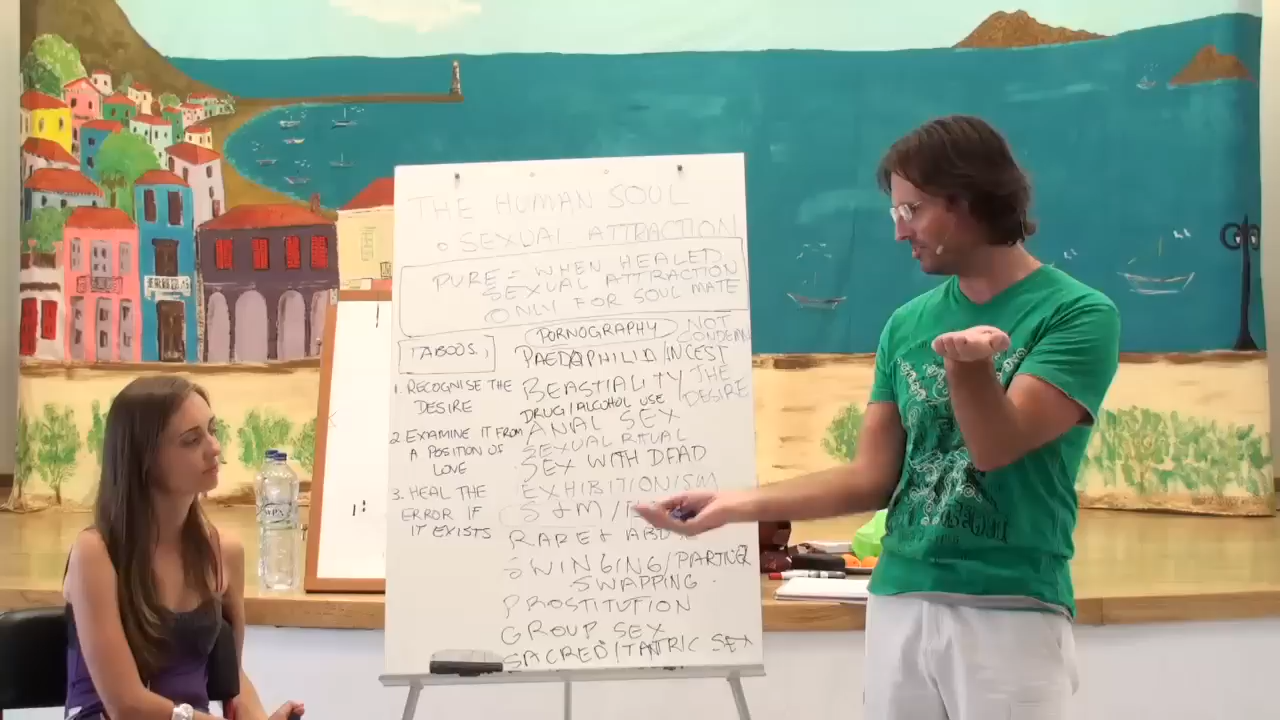 THE HUMAN SOUL
o SEXUAL ATTRACTION
PURE = WHEN HEALED
SEXUAL ATTRACTION
ONLY FOR SOUL MATE
TABOOS,
1. RECOGNISE THE
DESIRE
2 EXAMINE IT FROM
A POSITION OF
LOVE
3. HEAL THE
ERROR IF
IT EXISTS
PORNOGRAPHY
PAEDOPHILIA/INCEST
BEASTIALITY
DRUG/ALCOHOL USE
ANAL SEX
SEXUAL RITUAL
SEX WITH DEAD
EXHIBITIONISM
S+M/
RAPE +
SWINGING/PARTNER
SWAPPING.
PROSTITUTION
GROUP SEX
SACRED/TANTRIC SEX
NOT
CONDEMN
THE
DESIRE